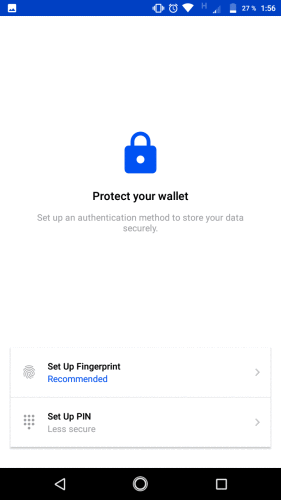 H 27 % 1:56
Protect your wallet
Set up an authentication method to store your data
securely.
Set Up Fingerprint
Recommended
Set Up PIN
Less secure